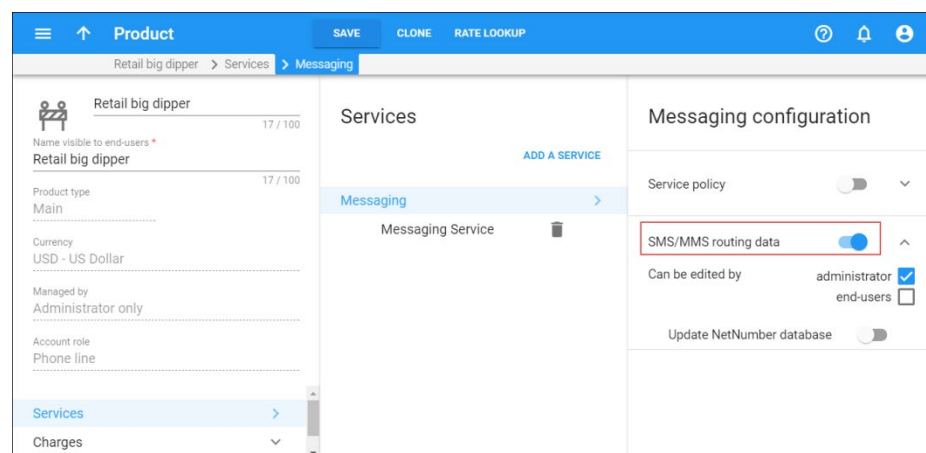 Product
SAVE CLONE RATE LOOKUP
Retail big dipper > Services > Messaging
Retail big dipper
17 / 100
Name visible to end-users *
Retail big dipper
17 / 100
Product type
Main
Currency
USD - US Dollar
Managed by
Administrator only
Account role
Phone line
Services
Charges
Services
ADD A SERVICE
Messaging
Messaging Service
Messaging configuration
Service policy
SMS/MMS routing data
Can be edited by administrator
end-users
Update NetNumber database